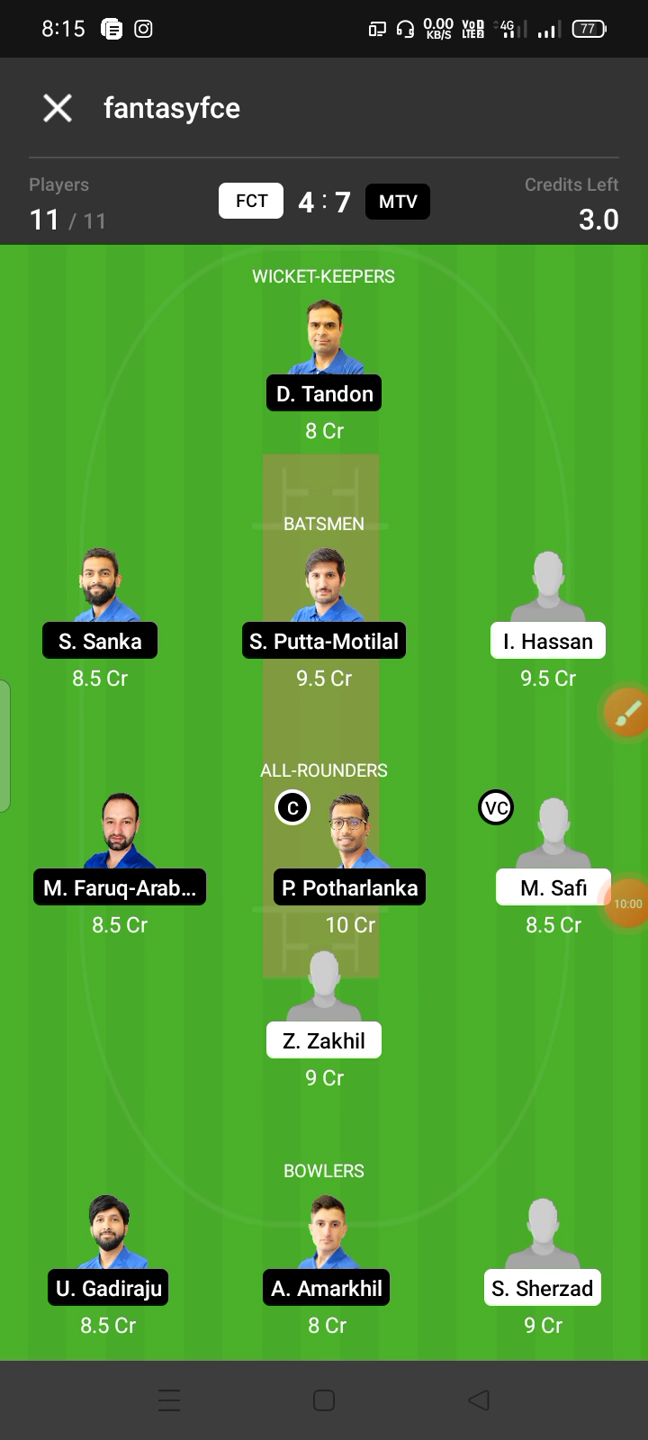 8:15
0.00 KB/S
Vo LTE 2
4G
77
fantasyfce
Players
11 / 11
FCT 4 : 7 MTV
Credits Left
3.0
WICKET-KEEPERS
D. Tandon
8 Cr
BATSMEN
S. Sanka
8.5 Cr
S. Putta-Motilal
9.5 Cr
I. Hassan
9.5 Cr
ALL-ROUNDERS
M. Faruq-Arab...
8.5 Cr
C
P. Potharlanka
10 Cr
VC
M. Safi
8.5 Cr
10:00
Z. Zakhil
9 Cr
BOWLERS
U. Gadiraju
8.5 Cr
A. Amarkhil
8 Cr
S. Sherzad
9 Cr